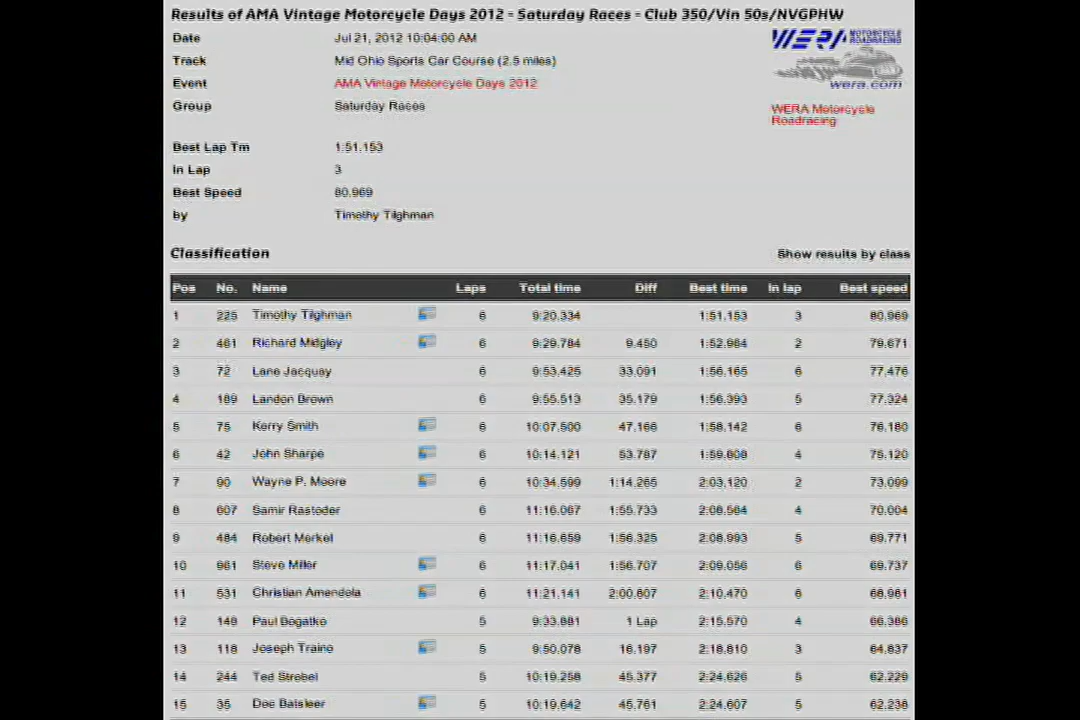 Results of AMA Vintage Motorcycle Days 2012 - Saturday Races - Club 350/Vin 50s/NVGPHW
Date Jul 21, 2012 10:04:00 AM
Track Mid Ohio Sports Car Course (2.5 miles)
Event AMA Vintage Motorcycle Days 2012
Group Saturday Races
WERA MOTORCYCLE ROADRACING
wera.com
WERA Motorcycle
Roadracing
Best Lap Tm 1:51.153
In Lap 3
Best Speed 80.969
by Timothy Tilghman
Classification Show results by class
Pos No. Name Laps Total time Diff Best time In lap Best speed
1 225 Timothy Tilghman 6 9:20.334 1:51.153 3 80.969
2 461 Richard Midgley 6 9:29.784 9.450 1:52.964 2 79.671
3 72 Lane Jacquay 6 9:53.425 33.091 1:56.165 6 77.476
4 189 Landon Brown 6 9:55.513 35.179 1:56.393 5 77.324
5 75 Kerry Smith 6 10:07.500 47.166 1:58.142 6 76.180
6 42 John Sharpe 6 10:14.121 53.787 1:59.808 4 75.120
7 90 Wayne P. Moore 6 10:34.599 1:14.265 2:03.120 2 73.099
8 607 Samir Rastoder 6 11:16.067 1:55.733 2:08.564 4 70.004
9 484 Robert Merkel 6 11:16.659 1:56.325 2:08.993 5 69.771
10 961 Steve Miller 6 11:17.041 1:56.707 2:09.056 6 69.737
11 531 Christian Amendola 6 11:21.141 2:00.807 2:10.470 6 68.981
12 149 Paul Bogatko 5 9:33.881 1 Lap 2:15.570 4 66.386
13 118 Joseph Traino 5 9:50.078 16.197 2:18.810 3 64.837
14 244 Ted Strobel 5 10:19.258 45.377 2:24.626 5 62.229
15 35 Dee Batsleer 5 10:19.642 45.761 2:24.607 5 62.238